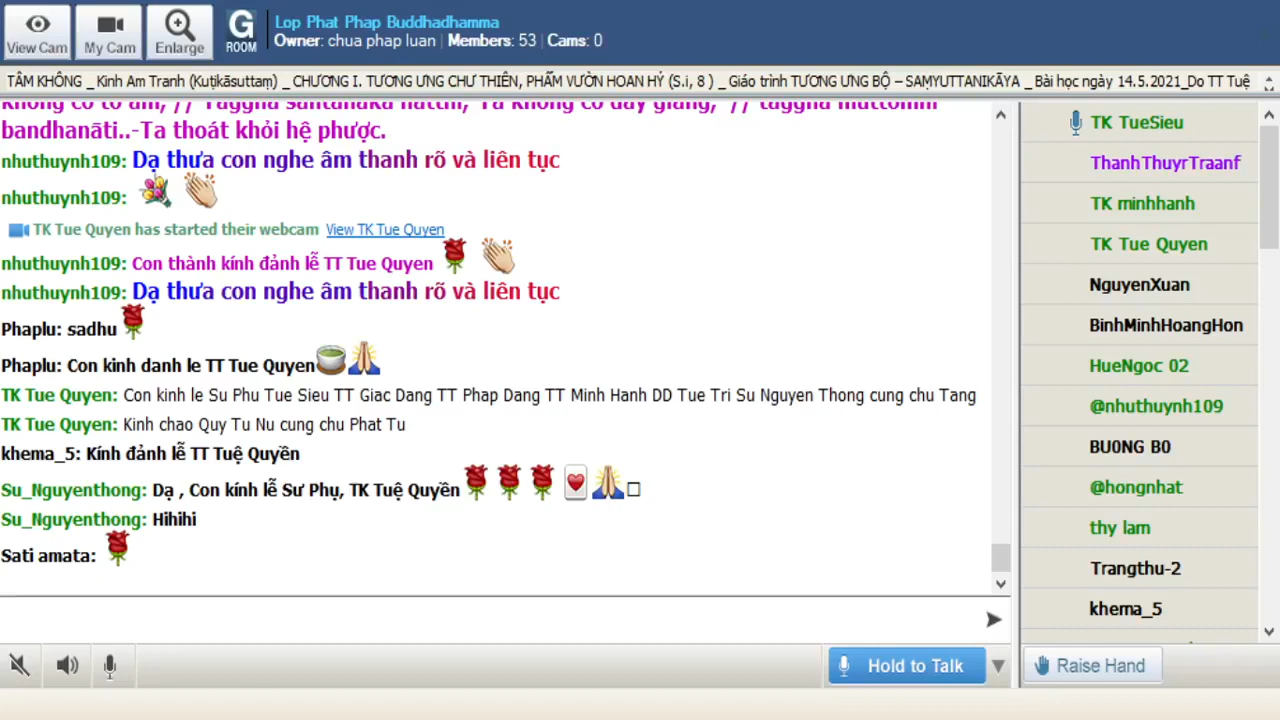 View Cam
My Cam
Enlarge
G
ROOM
Lop Phat Phap Buddhadhamma
Owner: chua phap luan | Members: 53 | Cams: 0
TÂM KHÔNG _ Kinh Am Tranh (Kuṭikāsuttaṃ) _ CHƯƠNG I. TƯƠNG ƯNG CHƯ THIÊN, PHẨM VƯỜN HOAN HỶ (S.i, 8 ) _ Giáo trình TƯƠNG ƯNG BỘ – SAṂYUTTANIKĀYA _ Bài học ngày 14.5.2021_Do TT Tuệ
bandhanāti..-Ta thoát khỏi hệ phược.
nhuthuynh109: Dạ thưa con nghe âm thanh rõ và liên tục
nhuthuynh109:
TK Tue Quyen has started their webcam View TK Tue Quyen
nhuthuynh109: Con thành kính đảnh lễ TT Tue Quyen
nhuthuynh109: Dạ thưa con nghe âm thanh rõ và liên tục
Phaplu: sadhu
Phaplu: Con kinh danh le TT Tue Quyen
TK Tue Quyen: Con kinh le Su Phu Tue Sieu TT Giac Dang TT Phap Dang TT Minh Hanh DD Tue Tri Su Nguyen Thong cung chu Tang
TK Tue Quyen: Kinh chao Quy Tu Nu cung chu Phat Tu
khema_5: Kính đảnh lễ TT Tuệ Quyền
Su_Nguyenthong: Dạ , Con kính lễ Sư Phụ, TK Tuệ Quyền
Su_Nguyenthong: Hihihi
Sati amata:
TK TueSieu
ThanhThuyrTraanf
TK minhhanh
TK Tue Quyen
NguyenXuan
BinhMinhHoangHon
HueNgoc 02
@nhuthuynh109
BU0NG B0
@hongnhat
thy lam
Trangthu-2
khema_5
Hold to Talk
Raise Hand